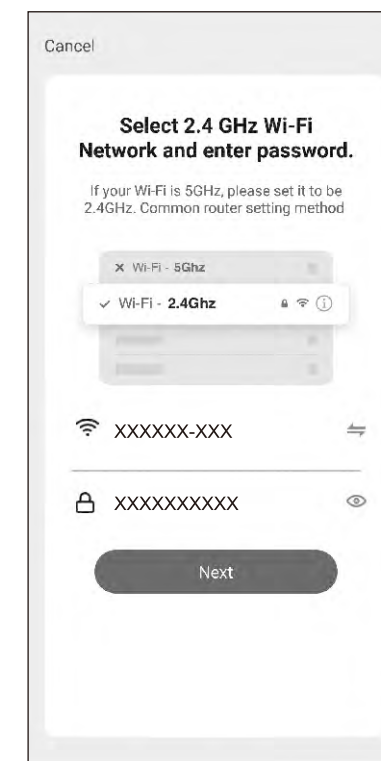 Cancel
Select 2.4 GHz Wi-Fi
Network and enter password.
If your Wi-Fi is 5GHz, please set it to be
2.4GHz. Common router setting method
Wi-Fi - 5Ghz
Wi-Fi - 2.4Ghz
XXXXXX-XXX
XXXXXXXXXX
Next